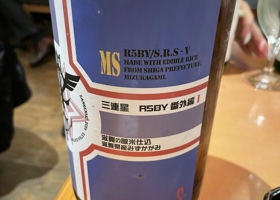 MS
R5BY/S.R.S - V
MADE WITH EDIBLE RICE
FROM SHIGA PREFECTURE,
MIZUKAGAMI
三連星 R5BY 番外編 I
滋賀の飯米仕込
滋賀県産みずかがみ